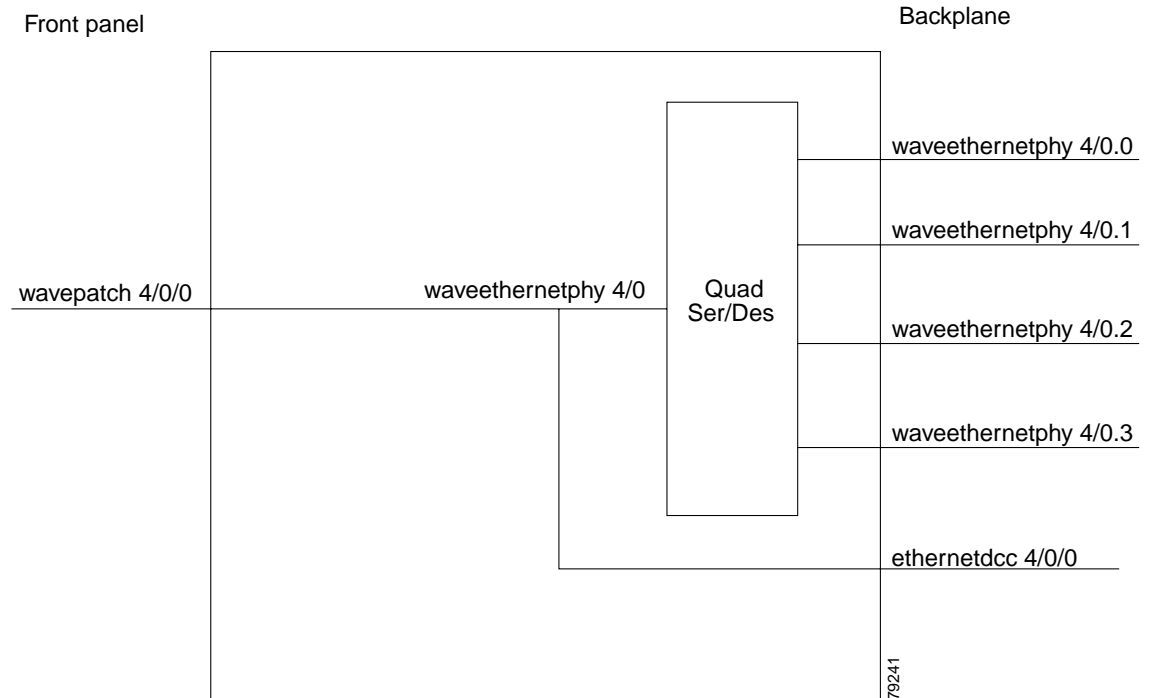 Front panel
Backplane
waveethernetphy 4/0.0
waveethernetphy 4/0.1
wavepatch 4/0/0
waveethernetphy 4/0
Quad
Ser/Des
waveethernetphy 4/0.2
waveethernetphy 4/0.3
ethernetdcc 4/0/0
79241